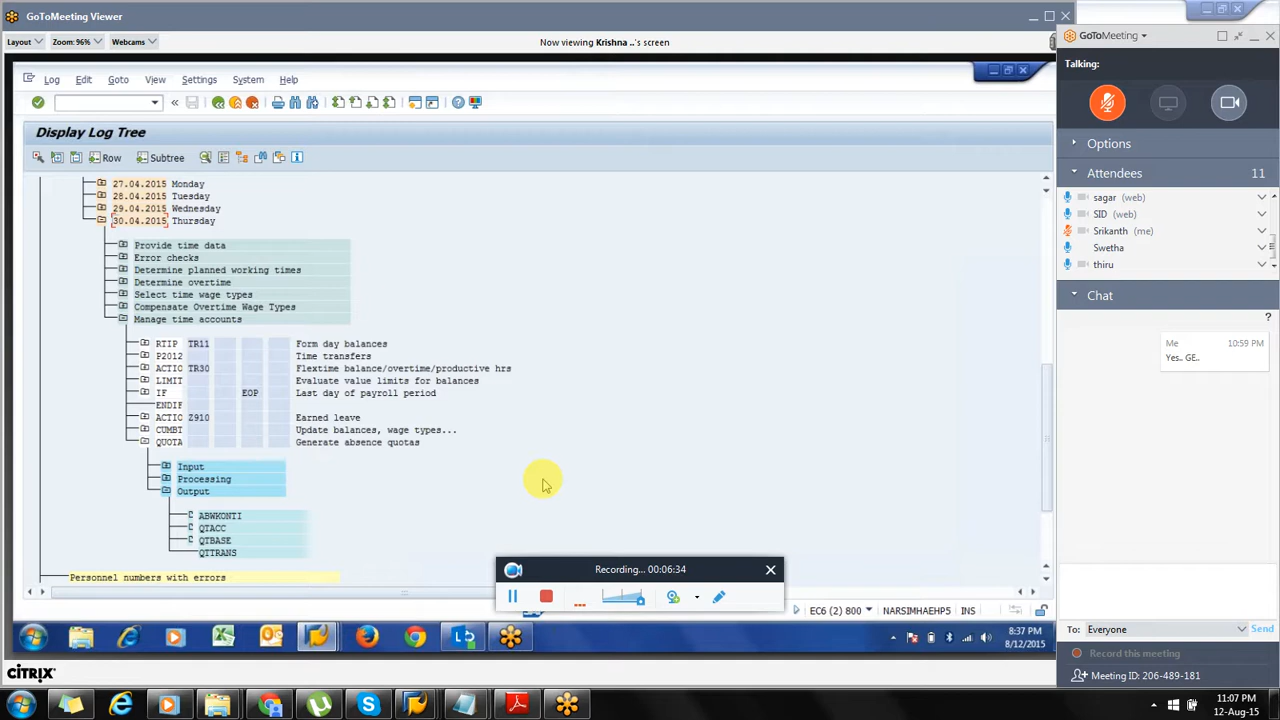 GoToMeeting Viewer
Layout Zoom: 96% Webcams Now viewing Krishna ..'s screen
GoToMeeting
Talking:
Log Edit Goto View Settings System Help
Display Log Tree
Row Subtree
Options
Attendees 11
sagar (web)
SID (web)
Srikanth (me)
Swetha
thiru
27.04.2015 Monday
28.04.2015 Tuesday
29.04.2015 Wednesday
30.04.2015 Thursday
Provide time data
Error checks
Determine planned working times
Determine overtime
Select time wage types
Compensate Overtime Wage Types
Manage time accounts
RTIP TR11 Form day balances
P2012 Time transfers
ACTIO TR30 Flextime balance/overtime/productive hrs
LIMIT Evaluate value limits for balances
IF EOP Last day of payroll period
ENDIF
ACTIO Z910 Earned leave
CUMBT Update balances, wage types...
QUOTA Generate absence quotas
Input
Processing
Output
ABWKONTI
QTACC
QTBASE
QTTRANS
Personnel numbers with errors
Chat
?
Me 10:59 PM
Yes.. GE..
Recording... 00:06:34
EC6 (2) 800 NARSIMHAEHP5 INS
8:37 PM
8/12/2015
CITRIX
To: Everyone Send
Record this meeting
Meeting ID: 206-489-181
11:07 PM
12-Aug-15